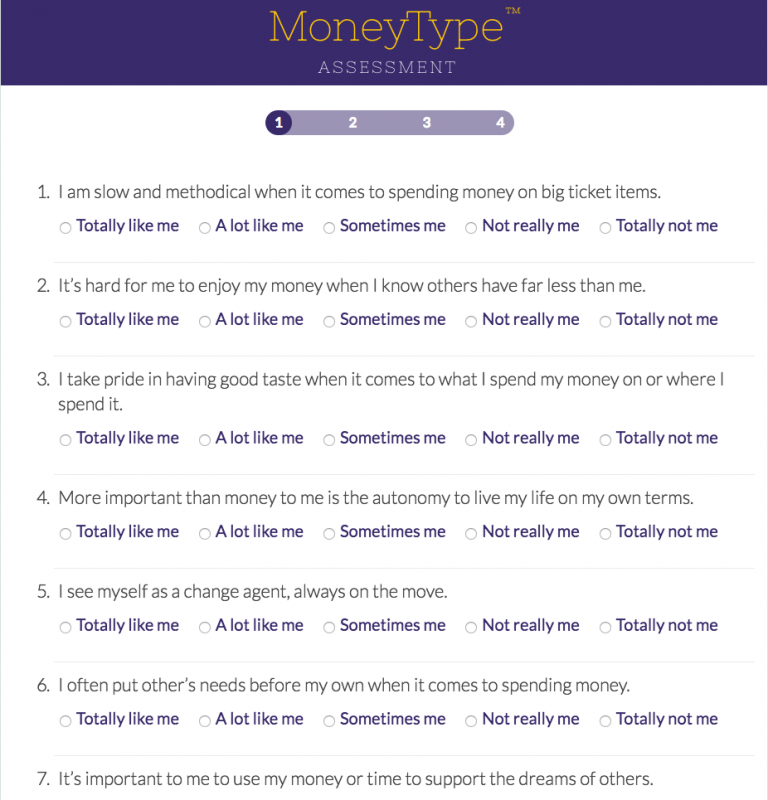 MoneyType™
ASSESSMENT
1 2 3 4
1. I am slow and methodical when it comes to spending money on big ticket items.
Totally like me A lot like me Sometimes me Not really me Totally not me
2. It’s hard for me to enjoy my money when I know others have far less than me.
Totally like me A lot like me Sometimes me Not really me Totally not me
3. I take pride in having good taste when it comes to what I spend my money on or where I
spend it.
Totally like me A lot like me Sometimes me Not really me Totally not me
4. More important than money to me is the autonomy to live my life on my own terms.
Totally like me A lot like me Sometimes me Not really me Totally not me
5. I see myself as a change agent, always on the move.
Totally like me A lot like me Sometimes me Not really me Totally not me
6. I often put other’s needs before my own when it comes to spending money.
Totally like me A lot like me Sometimes me Not really me Totally not me
7. It’s important to me to use my money or time to support the dreams of others.